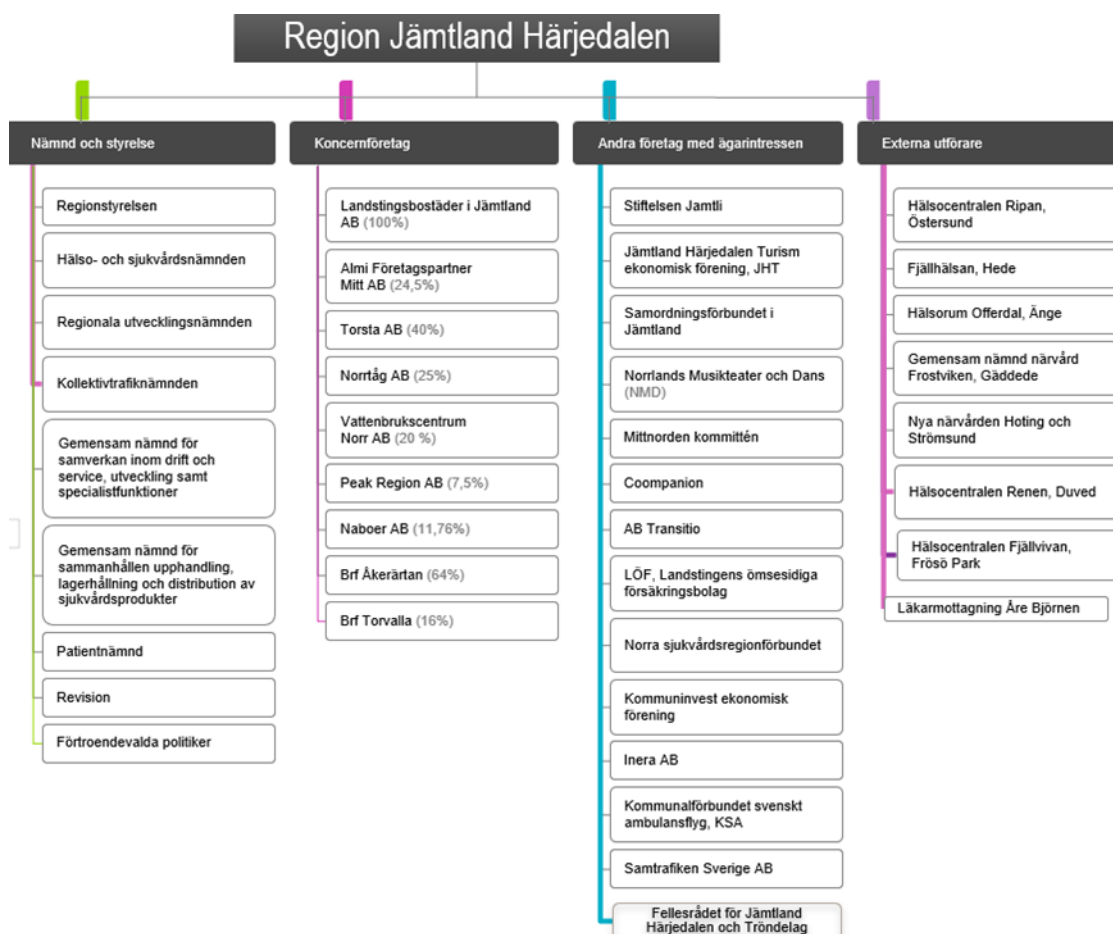 Region Jämtland Härjedalen
Nämnd och styrelse
Regionstyrelsen
Hälso- och sjukvårdsnämnden
Regionala utvecklingsnämnden
Kollektivtrafiknämnden
Gemensam nämnd för
samverkan inom drift och
service, utveckling samt
specialistfunktioner
Gemensam nämnd för
sammanhållen upphandling,
lagerhållning och distribution av
sjukvårdsprodukter
Patientnämnd
Revision
Förtroendevalda politiker
Koncernföretag
Landstingsbostäder i Jämtland
AB (100%)
Almi Företagspartner
Mitt AB (24,5%)
Torsta AB (40%)
Norrtåg AB (25%)
Vattenbrukscentrum
Norr AB (20 %)
Peak Region AB (7,5%)
Naboer AB (11,76%)
Brf Åkerärtan (64%)
Brf Torvalla (16%)
Andra företag med ägarintressen
Stiftelsen Jamtli
Jämtland Härjedalen Turism
ekonomisk förening, JHT
Samordningsförbundet i
Jämtland
Norrlands Musikteater och Dans
(NMD)
Mittnorden kommittén
Coompanion
AB Transitio
LÖF, Landstingens ömsesidiga
försäkringsbolag
Norra sjukvårdsregionförbundet
Kommuninvest ekonomisk
förening
Inera AB
Kommunalförbundet svenskt
ambulansflyg, KSA
Samtrafiken Sverige AB
Fellesrådet för Jämtland
Härjedalen och Tröndelag
Externa utförare
Hälsocentralen Ripan,
Östersund
Fjällhälsan, Hede
Hälsorum Offerdal, Änge
Gemensam nämnd närvård
Frostviken, Gäddede
Nya närvården Hoting och
Strömsund
Hälsocentralen Renen, Duved
Hälsocentralen Fjällvivan,
Frösö Park
Läkarmottagning Åre Björnen